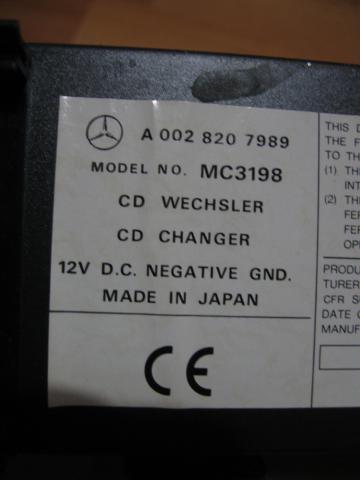 A 002 820 7989
MODEL NO. MC3198
CD WECHSLER
CD CHANGER
12V D.C. NEGATIVE GND.
MADE IN JAPAN
CE
THIS D
THE F
TO TH
(1) TH
INT
(2) TH
FER
FER
OPE
PRODU
TURER
CFR S
DATE O
MANUF